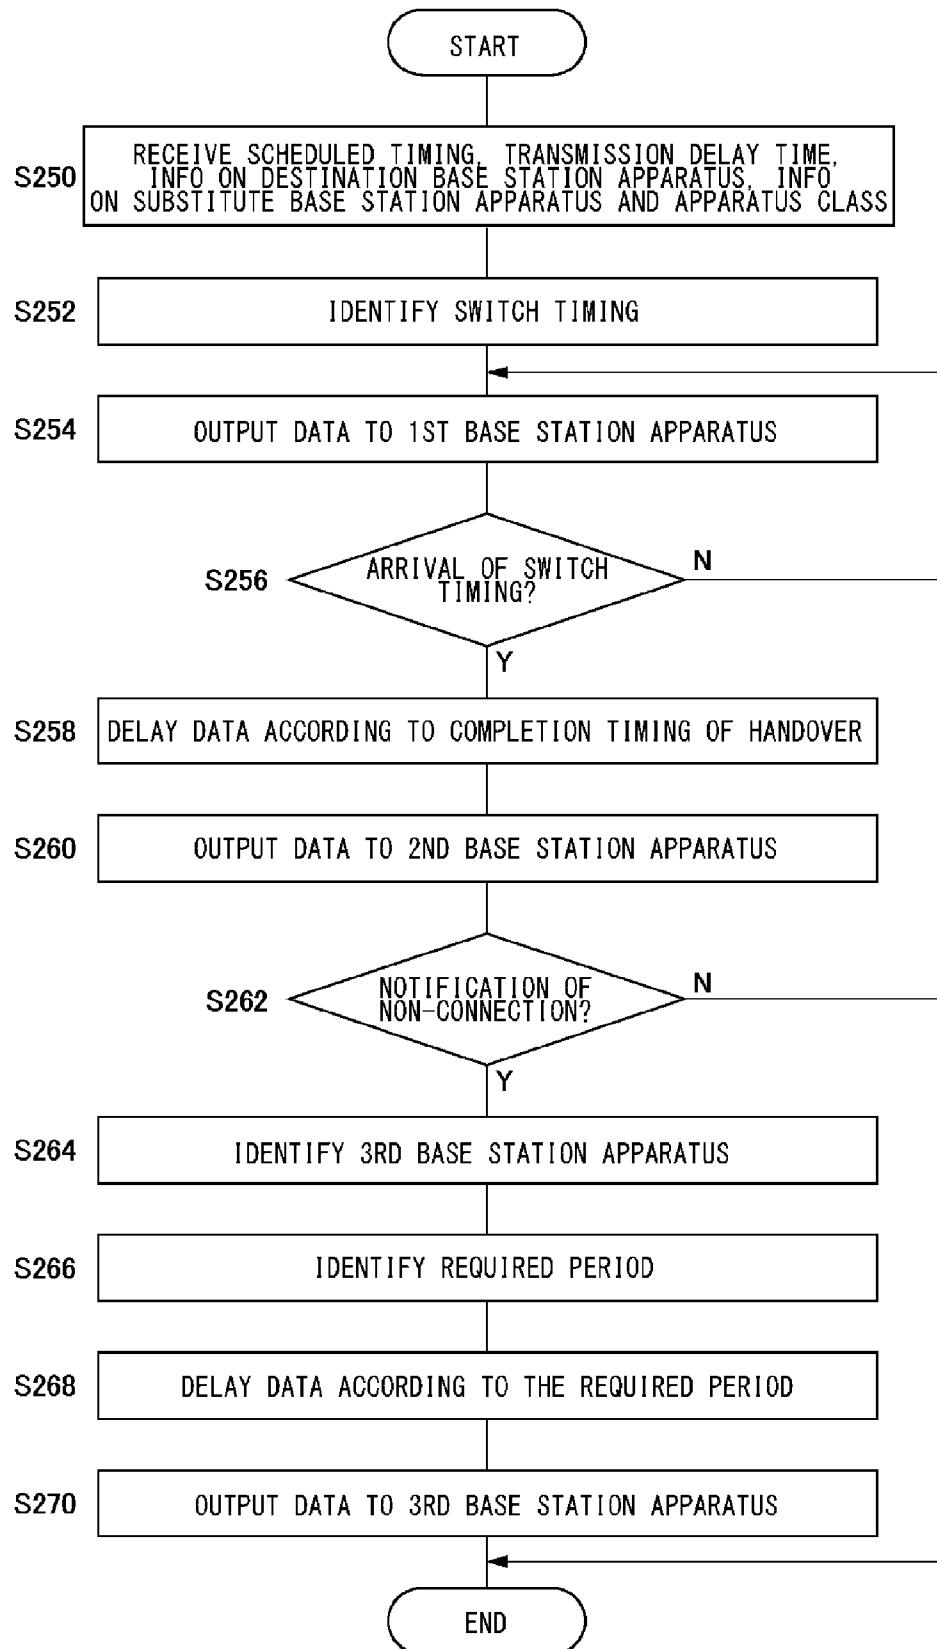 START
S250
RECEIVE SCHEDULED TIMING, TRANSMISSION DELAY TIME,
INFO ON DESTINATION BASE STATION APPARATUS, INFO
ON SUBSTITUTE BASE STATION APPARATUS AND APPARATUS CLASS
S252
IDENTIFY SWITCH TIMING
S254
OUTPUT DATA TO 1ST BASE STATION APPARATUS
S256
ARRIVAL OF SWITCH
TIMING?
N
Y
S258
DELAY DATA ACCORDING TO COMPLETION TIMING OF HANDOVER
S260
OUTPUT DATA TO 2ND BASE STATION APPARATUS
S262
NOTIFICATION OF
NON-CONNECTION?
N
Y
S264
IDENTIFY 3RD BASE STATION APPARATUS
S266
IDENTIFY REQUIRED PERIOD
S268
DELAY DATA ACCORDING TO THE REQUIRED PERIOD
S270
OUTPUT DATA TO 3RD BASE STATION APPARATUS
END